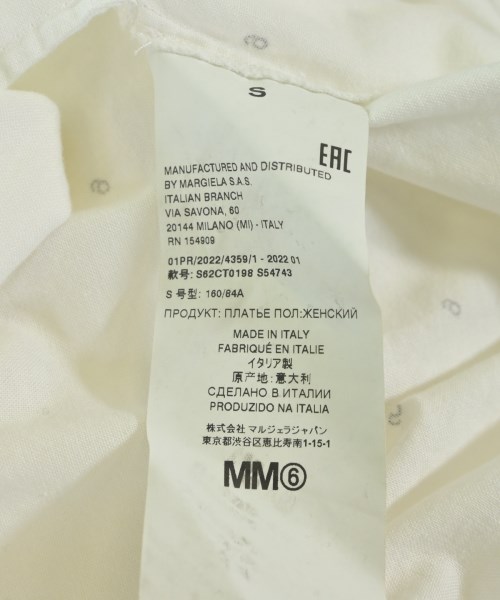 S
EAC
MANUFACTURED AND DISTRIBUTED
BY MARGIELA S.A.S.
ITALIAN BRANCH
VIA SAVONA, 60
20144 MILANO (MI) - ITALY
RN 154909
01PR/2022/4359/1 - 2022 01
款号: S62CT0198 S54743
S 号型: 160/84A
ПРОДУКТ: ПЛАТЬЕ ПОЛ:ЖЕНСКИЙ
MADE IN ITALY
FABRIQUÉ EN ITALIE
イタリア製
原产地: 意大利
СДЕЛАНО В ИТАЛИИ
PRODUZIDO NA ITALIA
株式会社 マルジェラジャパン
東京都渋谷区恵比寿南1-15-1
MM⑥